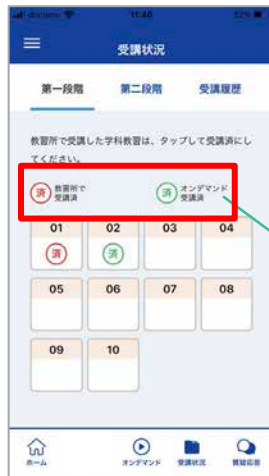 docomo 11:40 62%
受講状況
第一段階 第二段階 受講履歴
教習所で受講した学科教習は、タップして受講済にし
てください。
済 教習所で
受講済
済 オンデマンド
受講済
01 02 03 04
済 済
05 06 07 08
09 10
ホーム オンデマンド 受講状況 質疑応答